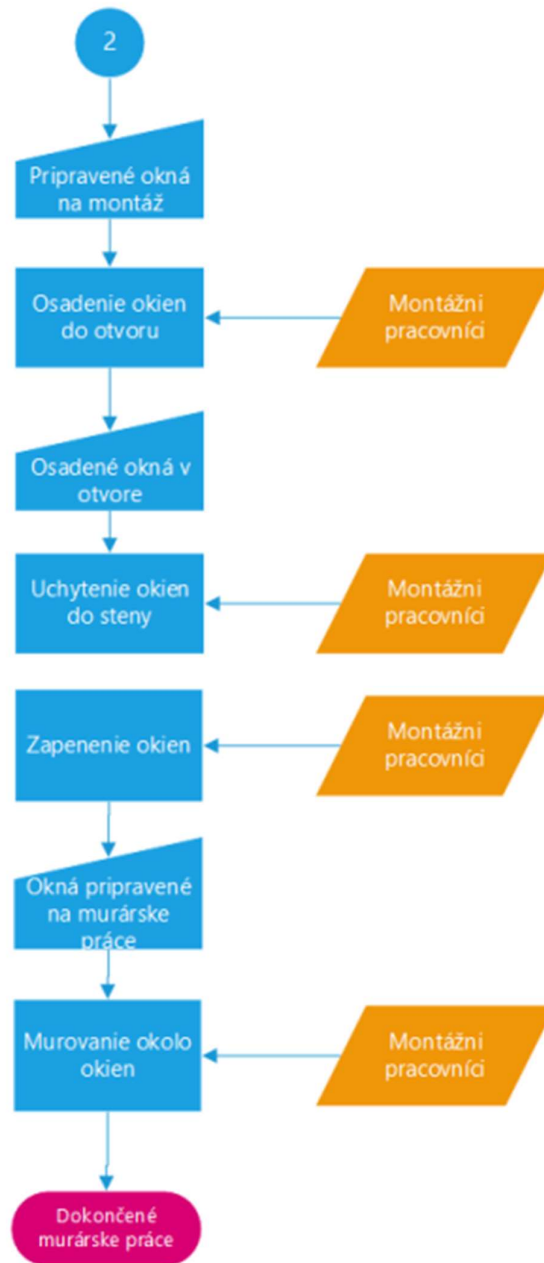 2
Pripravené okná
na montáž
Osadenie okien
do otvoru
Montážni
pracovníci
Osadené okná v
otvore
Uchytenie okien
do steny
Montážni
pracovníci
Zapenenie okien
Montážni
pracovníci
Okná pripravené
na murárske
práce
Murovanie okolo
okien
Montážni
pracovníci
Dokončené
murárske práce